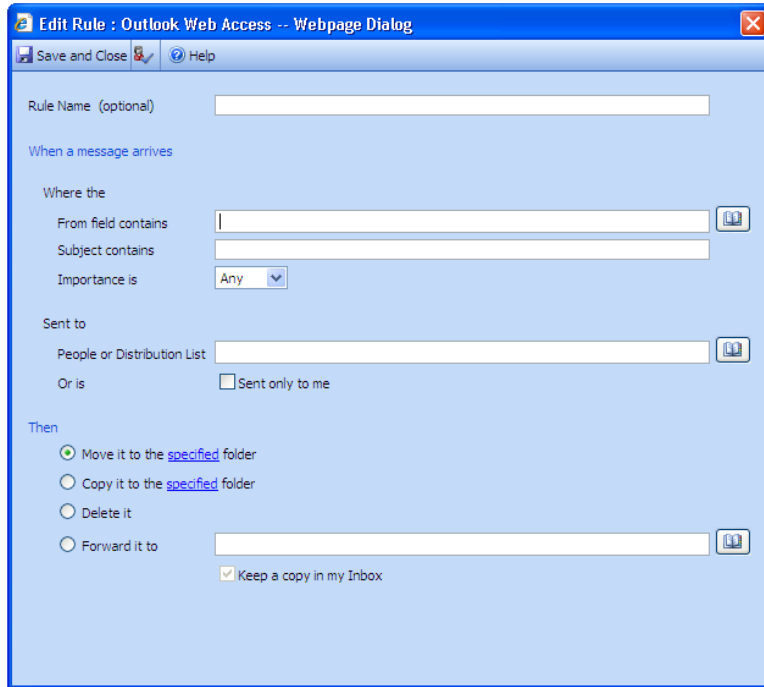 Edit Rule : Outlook Web Access -- Webpage Dialog
Save and Close Help
Rule Name (optional)
When a message arrives
Where the
From field contains
Subject contains
Importance is Any
Sent to
People or Distribution List
Or is Sent only to me
Then
Move it to the specified folder
Copy it to the specified folder
Delete it
Forward it to
Keep a copy in my Inbox